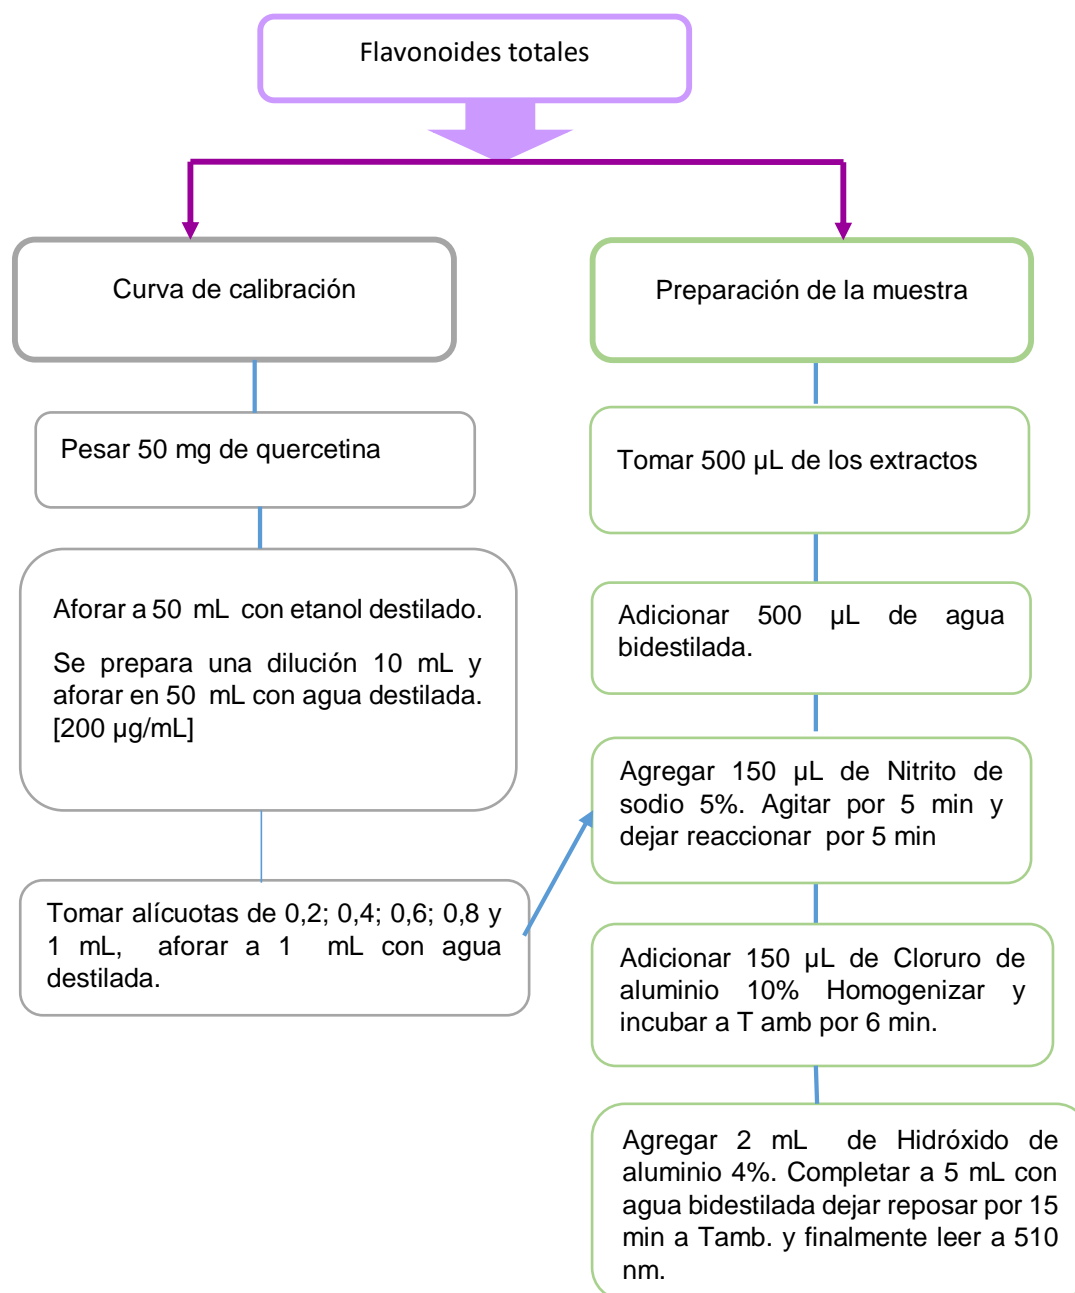 Flavonoides totales
Curva de calibración
Pesar 50 mg de quercetina
Aforar a 50 mL con etanol destilado.
Se prepara una dilución 10 mL y
aforar en 50 mL con agua destilada.
[200 µg/mL]
Tomar alícuotas de 0,2; 0,4; 0,6; 0,8 y
1 mL, aforar a 1 mL con agua
destilada.
Preparación de la muestra
Tomar 500 µL de los extractos
Adicionar 500 µL de agua
bidestilada.
Agregar 150 µL de Nitrito de
sodio 5%. Agitar por 5 min y
dejar reaccionar por 5 min
Adicionar 150 µL de Cloruro de
aluminio 10% Homogenizar y
incubar a T amb por 6 min.
Agregar 2 mL de Hidróxido de
aluminio 4%. Completar a 5 mL con
agua bidestilada dejar reposar por 15
min a Tamb. y finalmente leer a 510
nm.